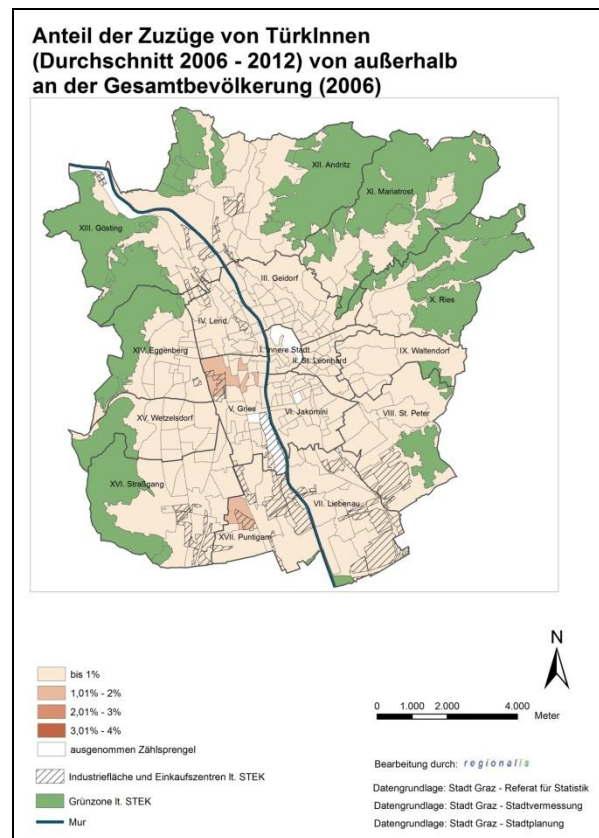 Anteil der Zuzüge von TürkInnen
(Durchschnitt 2006 - 2012) von außerhalb
an der Gesamtbevölkerung (2006)
XII. Andritz
XI. Mariatrost
XIII. Gösting
III. Geidorf
X. Ries
IV. Lend
XIV. Eggenberg
I. Innere Stadt
II. St. Leonhard
IX. Waltendorf
V. Gries
VI. Jakomini
VIII. St. Peter
XV. Wetzelsdorf
XVI. Straßgang
VII. Liebenau
XVII. Puntigam
N
bis 1%
1,01% - 2%
2,01% - 3%
3,01% - 4%
ausgenommen Zählsprengel
Industriefläche und Einkaufszentren lt. STEK
Grünzone lt. STEK
Mur
0 1.000 2.000 4.000
Meter
Bearbeitung durch: regionalis
Datengrundlage: Stadt Graz - Referat für Statistik
Datengrundlage: Stadt Graz - Stadtvermessung
Datengrundlage: Stadt Graz - Stadtplanung